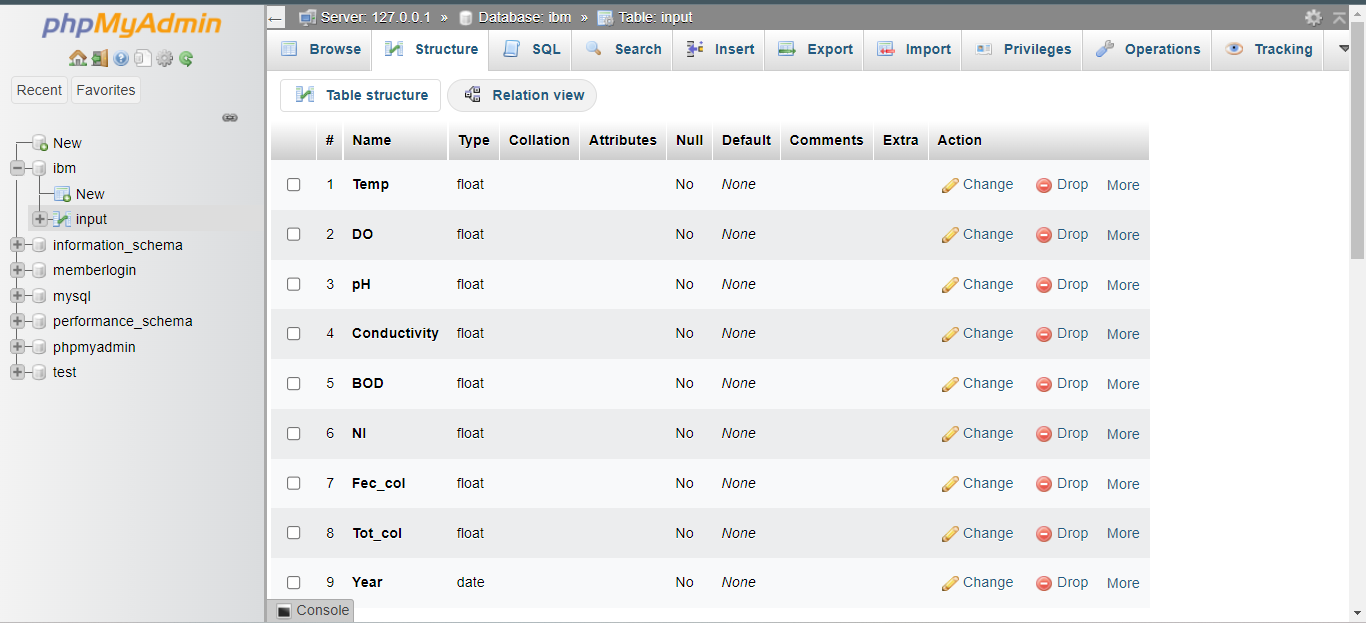 phpMyAdmin
Recent Favorites
New
ibm
New
input
information_schema
memberlogin
mysql
performance_schema
phpmyadmin
test
← Server: 127.0.0.1 » Database: ibm » Table: input
Browse Structure SQL Search Insert Export Import Privileges Operations Tracking
Table structure Relation view
# Name Type Collation Attributes Null Default Comments Extra Action
1 Temp float No None Change Drop More
2 DO float No None Change Drop More
3 pH float No None Change Drop More
4 Conductivity float No None Change Drop More
5 BOD float No None Change Drop More
6 NI float No None Change Drop More
7 Fec_col float No None Change Drop More
8 Tot_col float No None Change Drop More
9 Year date No None Change Drop More
Console